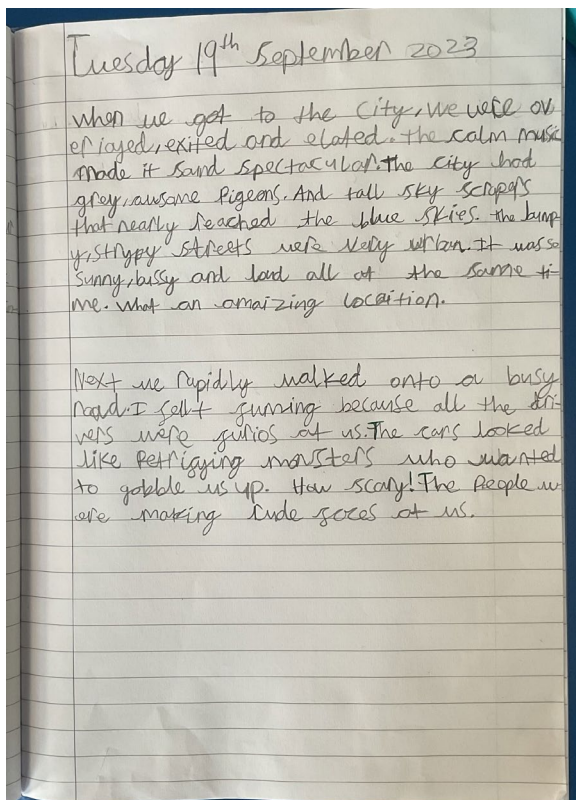 Tuesday 19th September 2023
when we got to the City, we were ov
erjoyed, exited and elated. the calm music
made it sand spectacular. the city had
grey, awsome pigeons. And tall sky scrapers
that nearly reached the blue skies. the bump
y, strypy streets were very urban. It was so
sunny, bussy and loud all at the same ti-
me. what an amaizing locaition.
Next we rapidly walked onto a busy
road. I felt fuming because all the dri-
vers were furios at us. The cars looked
like Petrifying monsters who wanted
to gobble us up. How scary! The People w
ere making rude faces at us.